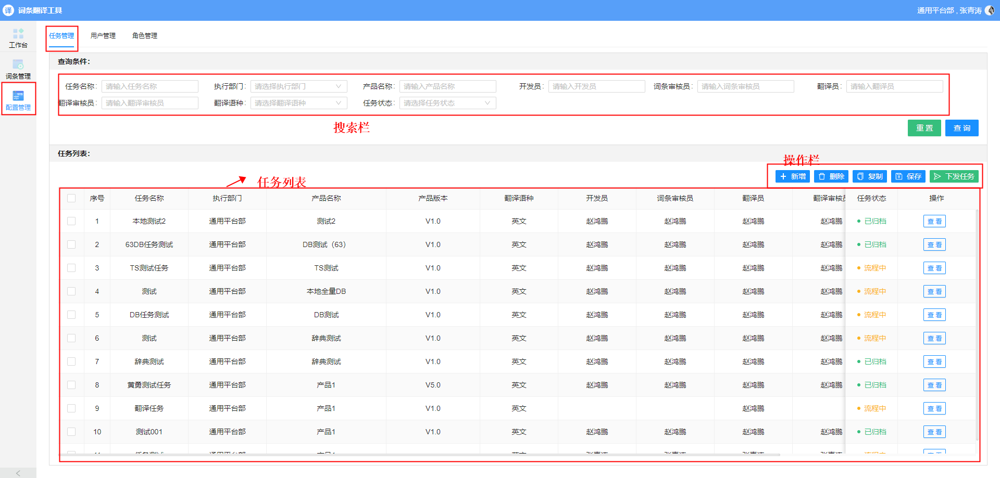 译 词条翻译工具 通用平台部 , 张青涛
工作台
词条管理
配置管理
任务管理 用户管理 角色管理
查询条件:
任务名称: 请输入任务名称 执行部门: 请选择执行部门 产品名称: 请输入产品名称 开发员: 请输入开发员 词条审核员: 请输入词条审核员 翻译员: 请输入翻译员
翻译审核员: 请输入翻译审核员 翻译语种: 请选择翻译语种 任务状态: 请选择任务状态
搜索栏
重置 查询
任务列表:
操作栏
新增 删除 复制 保存 下发任务
任务列表
序号 任务名称 执行部门 产品名称 产品版本 翻译语种 开发员 词条审核员 翻译员 翻译审核员 任务状态 操作
1 本地测试2 通用平台部 测试2 V1.0 英文 赵鸿鹏 赵鸿鹏 赵鸿鹏 赵鸿鹏 已归档 查看
2 63DB任务测试 通用平台部 DB测试（63） V1.0 英文 赵鸿鹏 赵鸿鹏 赵鸿鹏 赵鸿鹏 已归档 查看
3 TS测试任务 通用平台部 TS测试 V1.0 英文 赵鸿鹏 赵鸿鹏 赵鸿鹏 赵鸿鹏 流程中 查看
4 测试 通用平台部 本地全量DB V1.0 英文 赵鸿鹏 赵鸿鹏 赵鸿鹏 赵鸿鹏 流程中 查看
5 DB任务测试 通用平台部 DB测试 V1.0 英文 赵鸿鹏 赵鸿鹏 赵鸿鹏 赵鸿鹏 流程中 查看
6 测试 通用平台部 辞典测试 V1.0 英文 赵鸿鹏 赵鸿鹏 赵鸿鹏 赵鸿鹏 流程中 查看
7 辞典测试 通用平台部 辞典测试 V1.0 英文 赵鸿鹏 赵鸿鹏 赵鸿鹏 赵鸿鹏 已归档 查看
8 黄勇测试任务 通用平台部 产品1 V5.0 英文 赵鸿鹏 赵鸿鹏 赵鸿鹏 赵鸿鹏 已归档 查看
9 翻译任务 通用平台部 产品1 V1.0 英文 赵鸿鹏 流程中 查看
10 测试001 通用平台部 产品1 V1.0 英文 赵鸿鹏 赵鸿鹏 赵鸿鹏 赵鸿鹏 已归档 查看